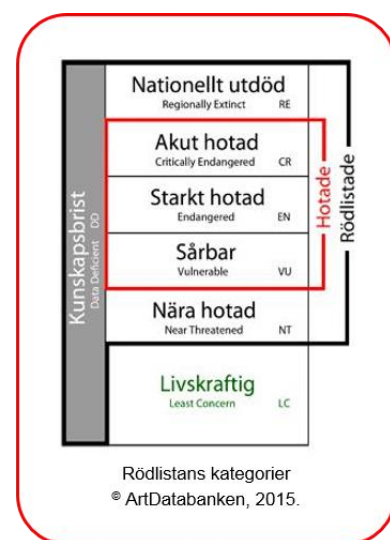 Nationellt utdöd
Regionally Extinct RE
Akut hotad
Critically Endangered CR
Starkt hotad
Endangered EN
Sårbar
Vulnerable VU
Nära hotad
Near Threatened NT
Livskraftig
Least Concern LC
Kunskapsbrist
Data Deficient DD
Hotade
Rödlistade
Rödlistans kategorier
© ArtDatabanken, 2015.